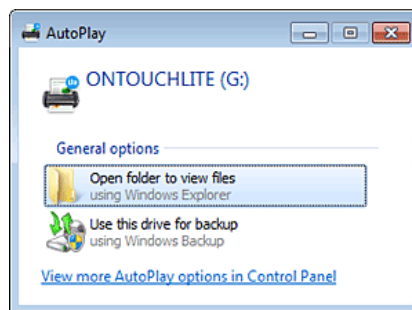 AutoPlay
ONTOUCHLITE (G:)
General options
Open folder to view files
using Windows Explorer
Use this drive for backup
using Windows Backup
View more AutoPlay options in Control Panel